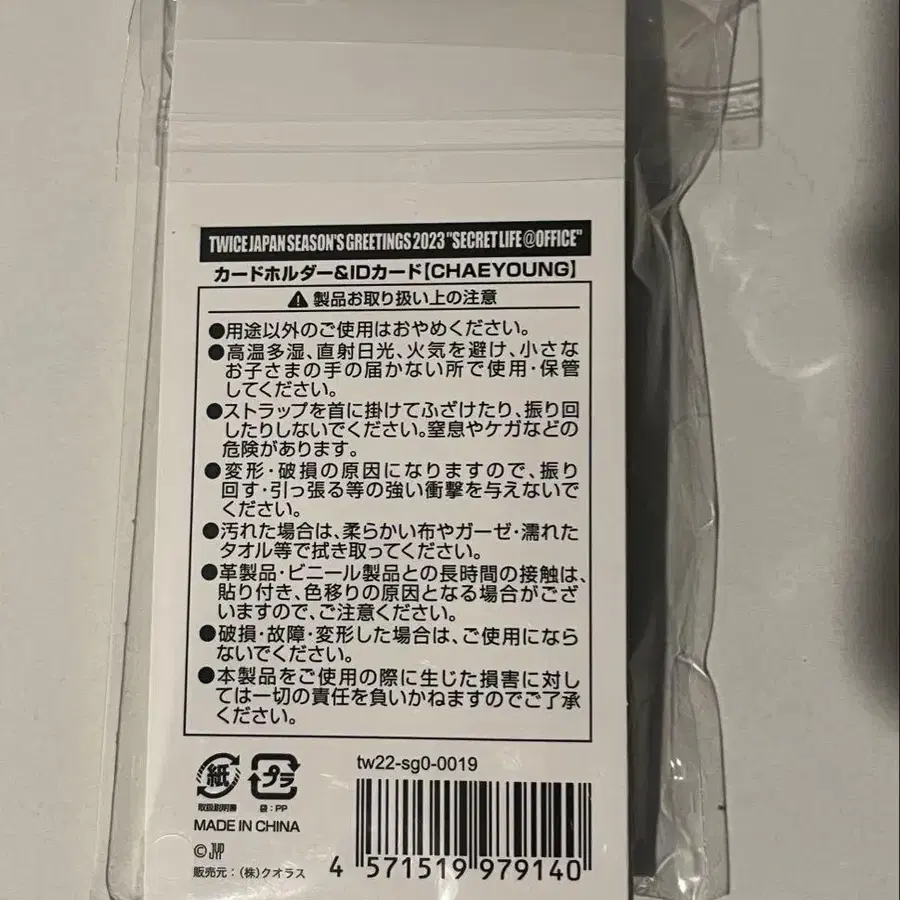 TWICE JAPAN SEASON'S GREETINGS 2023 "SECRET LIFE @OFFICE"
カードホルダー&IDカード【CHAEYOUNG】
製品お取り扱い上の注意
●用途以外のご使用はおやめください。
●高温多湿、直射日光、火気を避け、小さな
お子さまの手の届かない所で使用・保管
してください。
●ストラップを首に掛けてふざけたり、振り回
したりしないでください。窒息やケガなどの
危険があります。
●変形・破損の原因になりますので、振り
回す・引っ張る等の強い衝撃を与えないで
ください。
●汚れた場合は、柔らかい布やガーゼ・濡れた
タオル等で拭き取ってください。
●革製品・ビニール製品との長時間の接触は、
貼り付き、色移りの原因となる場合がござ
いますので、ご注意ください。
●破損・故障・変形した場合は、ご使用になら
ないでください。
●本製品をご使用の際に生じた損害に対し
ては一切の責任を負いかねますのでご了承
ください。
紙 プラ
取扱説明書 袋:PP
MADE IN CHINA
©JYP
販売元:(株)クオラス
tw22-sg0-0019
4 571519 979140